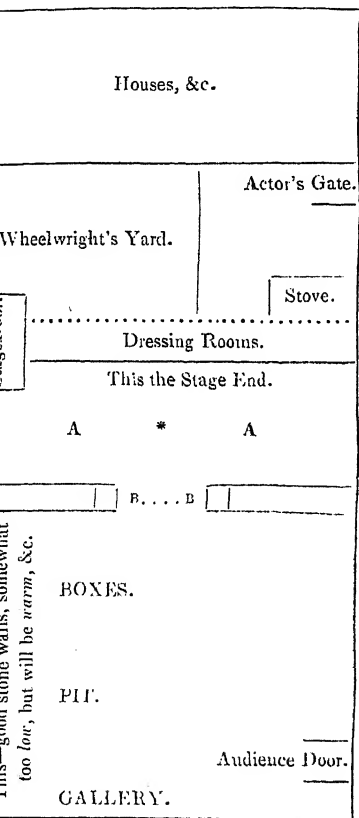 Houses, &c.
Actor's Gate.
Wheelwright's Yard.
Stove.
Dressing Rooms.
This the Stage End.
A * A
B....B
This—good stone walls, somewhat
too low, but will be warm, &c.
BOXES.
PIT.
Audience Door.
GALLERY.